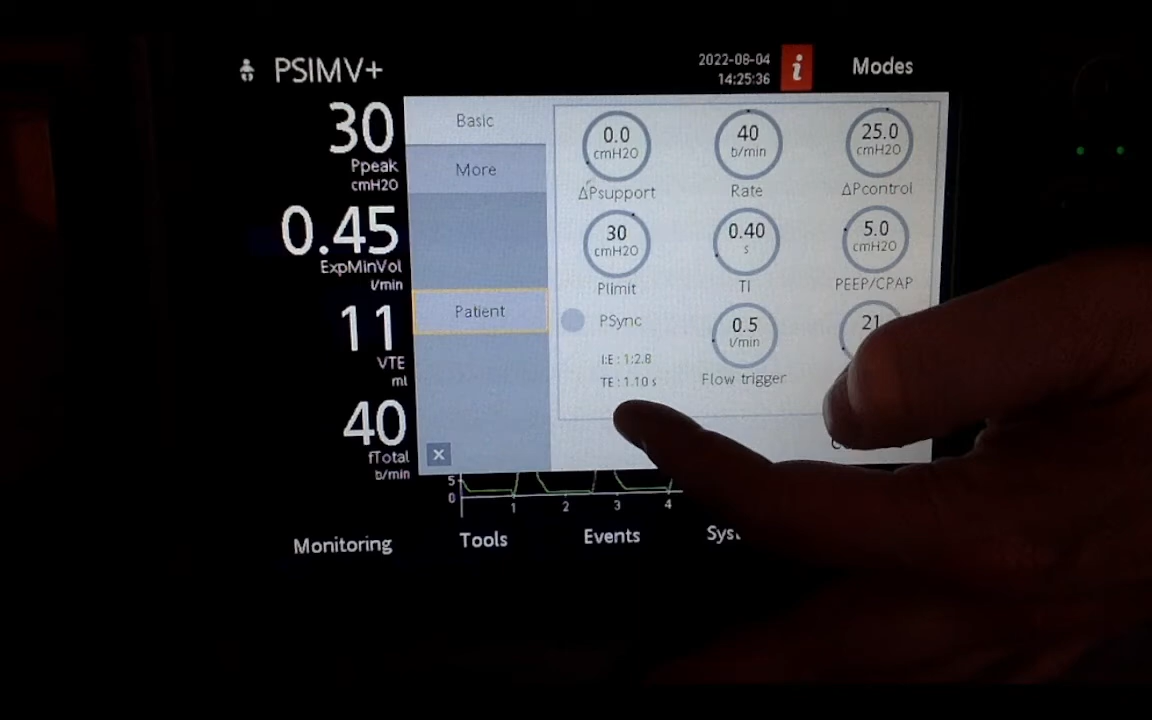 PSIMV+
2022-08-04
14:25:36
i
Modes
30
Ppeak
cmH2O
0.45
ExpMinVol
l/min
11
VTE
ml
40
fTotal
b/min
Basic
More
Patient
×
0.0
cmH2O
ΔPsupport
40
b/min
Rate
25.0
cmH2O
ΔPcontrol
30
cmH2O
Plimit
0.40
s
TI
5.0
cmH2O
PEEP/CPAP
PSync
I:E : 1:2.8
TE : 1.10 s
0.5
l/min
Flow trigger
21
5
0
1 2 3 4
Monitoring
Tools
Events